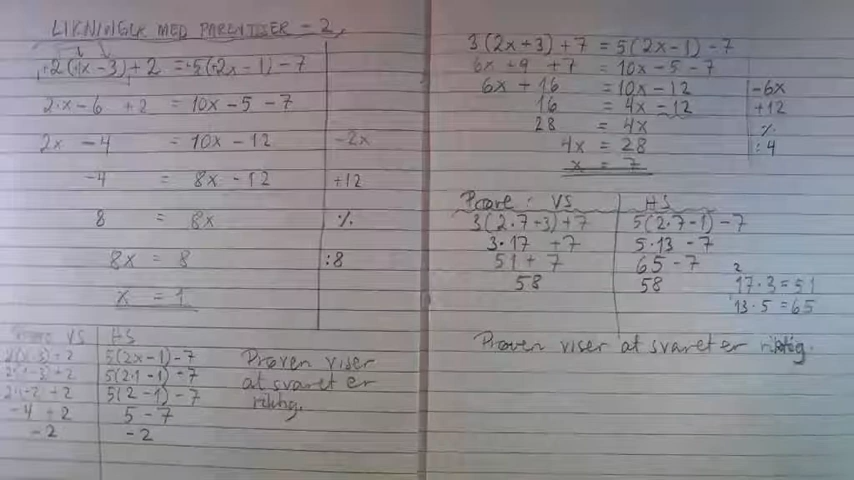 LIKNINGER MED PARENTESER - 2
+2(+1x-3)+2 = +5(+2x-1)-7
2·x-6 +2 = 10x-5-7
2x -4 = 10x-12 -2x
-4 = 8x-12 +12
8 = 8x %
8x = 8 :8
x = 1
VS HS
2(x-3)+2 5(2x-1)-7
2(1-3)+2 5(2·1-1)-7
2·(-2)+2 5(2-1)-7
-4+2 5-7
-2 -2
Prøven viser
at svaret er
riktig.
3(2x+3)+7 = 5(2x-1)-7
6x+9 +7 = 10x-5-7
6x+16 = 10x-12 -6x
16 = 4x-12 +12
28 = 4x %
4x = 28 :4
x = 7
Prøve: VS HS
3(2·7+3)+7 5(2·7-1)-7
3·17 +7 5·13 -7
51+7 65-7
58 58
2
17·3=51
13·5=65
Prøven viser at svaret er riktig.